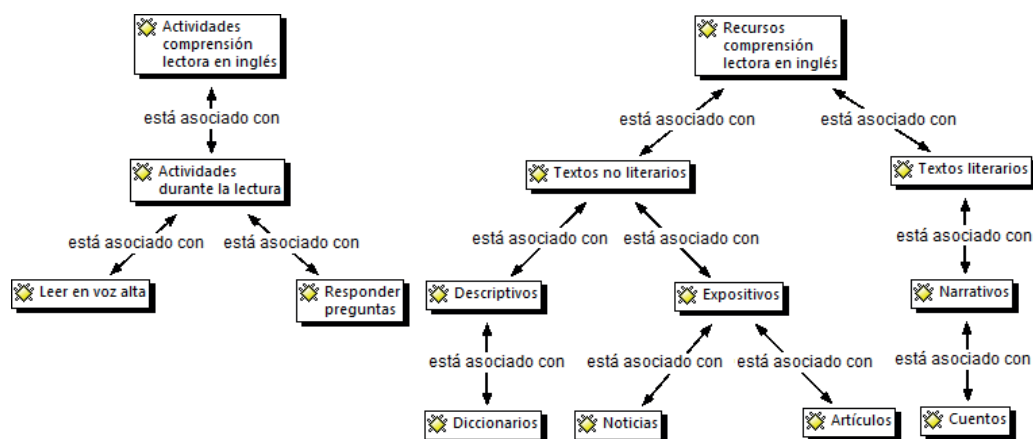 Actividades
comprensión
lectora en inglés
Recursos
comprensión
lectora en inglés
está asociado con
está asociado con
está asociado con
Actividades
durante la lectura
Textos no literarios
Textos literarios
está asociado con
está asociado con
está asociado con
está asociado con
está asociado con
Leer en voz alta
Responder
preguntas
Descriptivos
Expositivos
Narrativos
está asociado con
está asociado con
está asociado con
está asociado con
Diccionarios
Noticias
Artículos
Cuentos